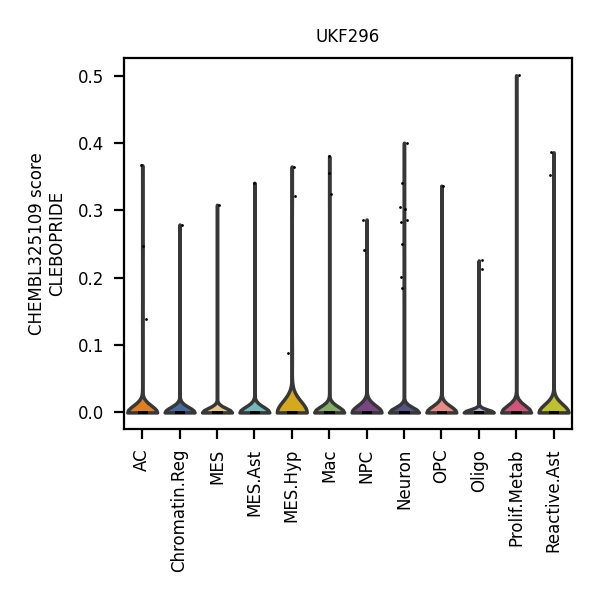 UKF296
CHEMBL325109 score
CLEBOPRIDE
0.5
0.4
0.3
0.2
0.1
0.0
AC
Chromatin.Reg
MES
MES.Ast
MES.Hyp
Mac
NPC
Neuron
OPC
Oligo
Prolif.Metab
Reactive.Ast